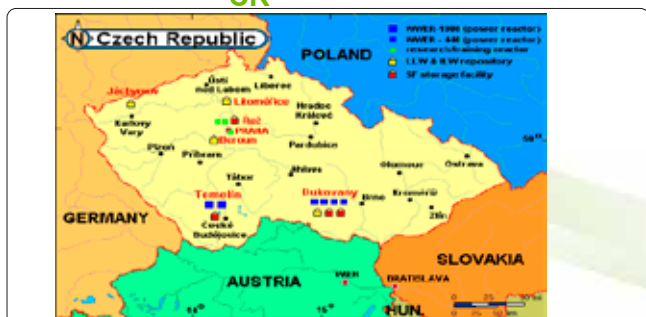 Czech Republic
POLAND
WWER-1000 (power reactor)
WWER - 440 (power reactor)
research/training reactor
LLW & ILW repository
SF storage facility
Jáchymov
Ústí
nad Labem
Liberec
Litoměřice
Karlovy
Vary
Řež
PRAHA
Hradec
Králové
Beroun
Plzeň
Příbram
Pardubice
Tábor
Jihlava
Olomouc
Ostrava
Temelín
Dukovany
Brno
Kroměříž
Zlín
České
Budějovice
GERMANY
SLOVAKIA
AUSTRIA
WIEN
BRATISLAVA
HUN.